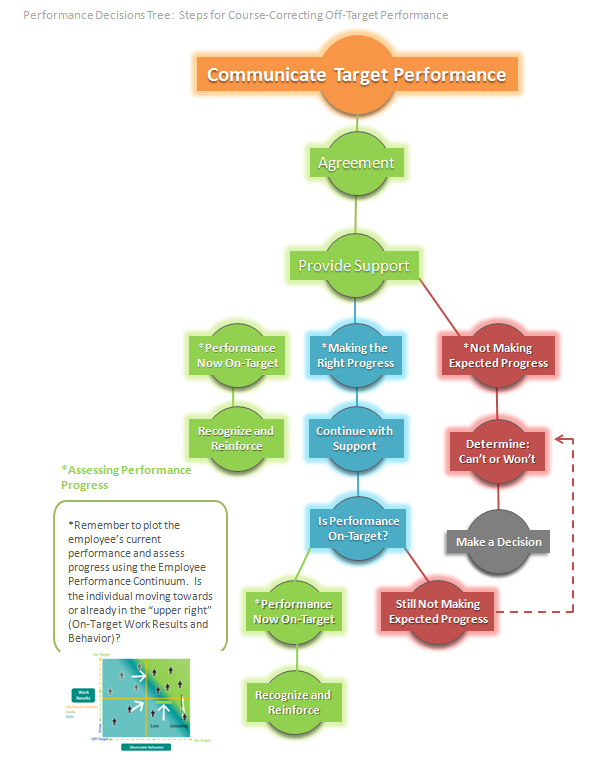 Performance Decisions Tree:  Steps for Course-Correcting Off-Target Performance
Communicate Target Performance
Agreement
Provide Support
*Performance
Now On-Target
*Making the
Right Progress
*Not Making
Expected Progress
Recognize and
Reinforce
Continue with
Support
Determine:
Can't or Won't
*Assessing Performance
Progress
*Remember to plot the
employee's current
performance and assess
progress using the Employee
Performance Continuum.  Is
the individual moving towards
or already in the "upper right"
(On-Target Work Results and
Behavior)?
Is Performance
On-Target?
Make a Decision
*Performance
Now On-Target
Still Not Making
Expected Progress
Recognize and
Reinforce
On-Target
Work
Results
Low
Growing
Off-Target
On-Target
Observable Behaviors